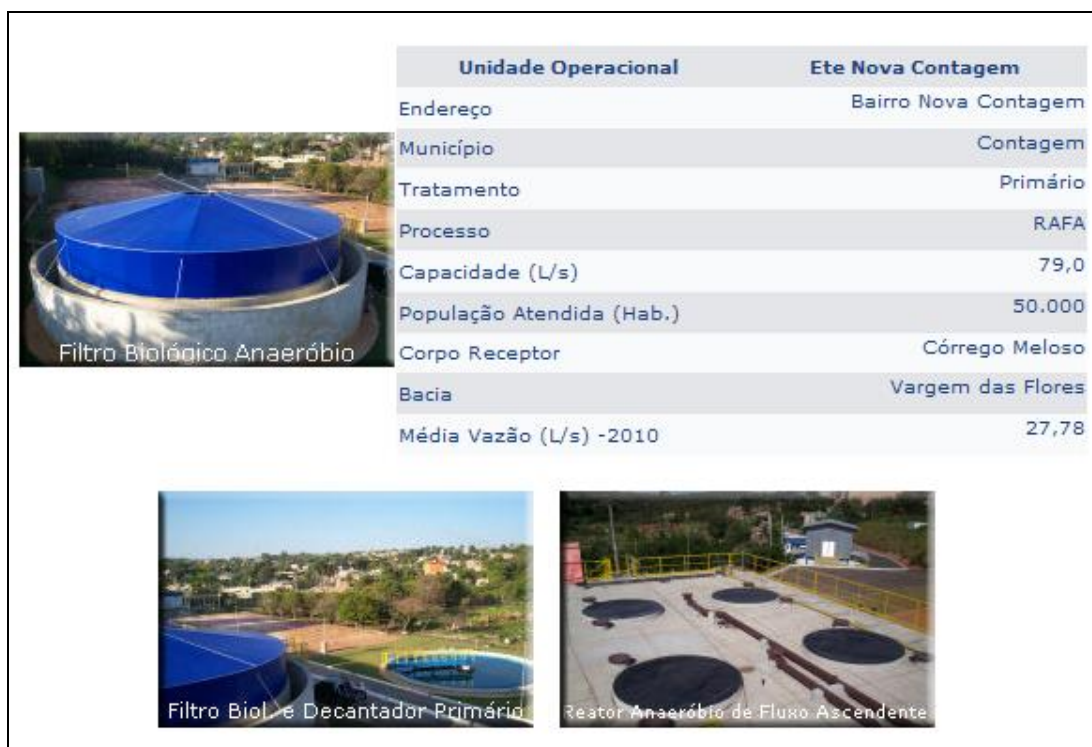 Unidade Operacional Ete Nova Contagem
Endereço Bairro Nova Contagem
Município Contagem
Tratamento Primário
Processo RAFA
Capacidade (L/s) 79,0
População Atendida (Hab.) 50.000
Corpo Receptor Córrego Meloso
Bacia Vargem das Flores
Média Vazão (L/s) -2010 27,78
Filtro Biológico Anaeróbio
Filtro Biol. e Decantador Primário
Reator Anaeróbio de Fluxo Ascendente